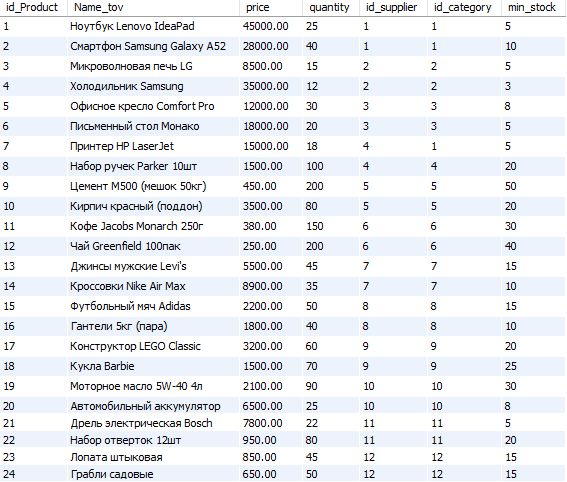 id_Product Name_tov price quantity id_supplier id_category min_stock
1 Ноутбук Lenovo IdeaPad 45000.00 25 1 1 5
2 Смартфон Samsung Galaxy A52 28000.00 40 1 1 10
3 Микроволновая печь LG 8500.00 15 2 2 5
4 Холодильник Samsung 35000.00 12 2 2 3
5 Офисное кресло Comfort Pro 12000.00 30 3 3 8
6 Письменный стол Монако 18000.00 20 3 3 5
7 Принтер HP LaserJet 15000.00 18 4 1 5
8 Набор ручек Parker 10шт 1500.00 100 4 4 20
9 Цемент М500 (мешок 50кг) 450.00 200 5 5 50
10 Кирпич красный (поддон) 3500.00 80 5 5 20
11 Кофе Jacobs Monarch 250г 380.00 150 6 6 30
12 Чай Greenfield 100пак 250.00 200 6 6 40
13 Джинсы мужские Levi's 5500.00 45 7 7 15
14 Кроссовки Nike Air Max 8900.00 35 7 7 10
15 Футбольный мяч Adidas 2200.00 50 8 8 15
16 Гантели 5кг (пара) 1800.00 40 8 8 10
17 Конструктор LEGO Classic 3200.00 60 9 9 20
18 Кукла Barbie 1500.00 70 9 9 25
19 Моторное масло 5W-40 4л 2100.00 90 10 10 30
20 Автомобильный аккумулятор 6500.00 25 10 10 8
21 Дрель электрическая Bosch 7800.00 22 11 11 5
22 Набор отверток 12шт 950.00 80 11 11 20
23 Лопата штыковая 850.00 45 12 12 15
24 Грабли садовые 650.00 50 12 12 15